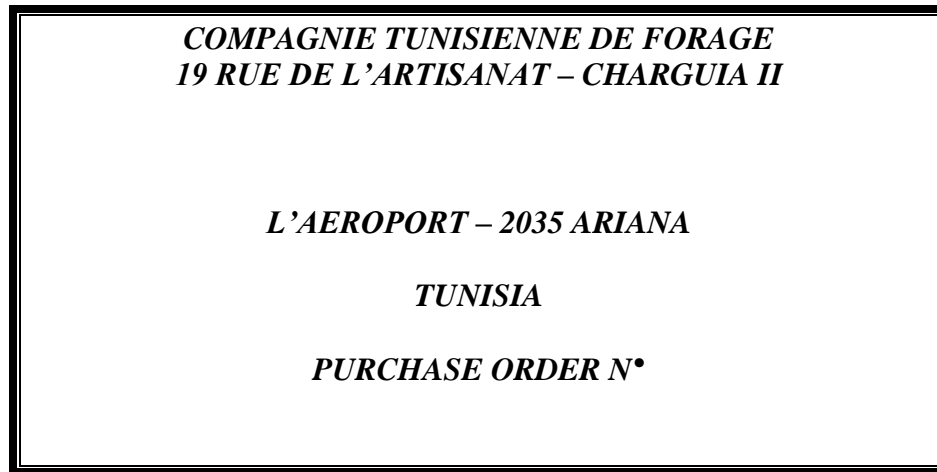 COMPAGNIE TUNISIENNE DE FORAGE
19 RUE DE L’ARTISANAT – CHARGUIA II
L’AEROPORT – 2035 ARIANA
TUNISIA
PURCHASE ORDER N•